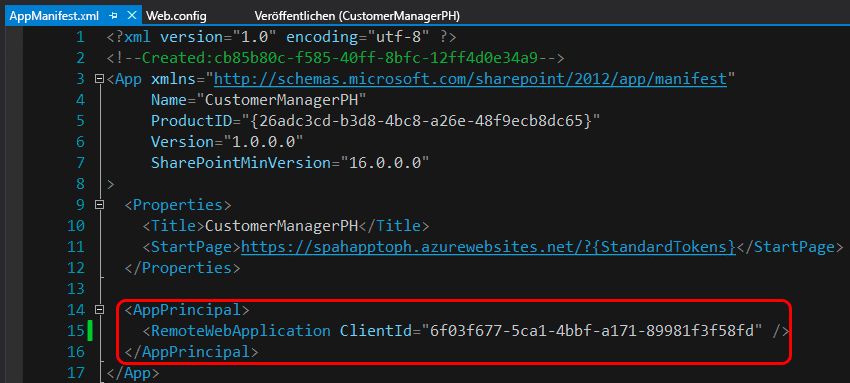 AppManifest.xml Web.config Veröffentlichen (CustomerManagerPH)
1 <?xml version="1.0" encoding="utf-8" ?>
2 <!--Created:cb85b80c-f585-40ff-8bfc-12ff4d0e34a9-->
3 <App xmlns="http://schemas.microsoft.com/sharepoint/2012/app/manifest"
4 Name="CustomerManagerPH"
5 ProductID="{26adc3cd-b3d8-4bc8-a26e-48f9ecb8dc65}"
6 Version="1.0.0.0"
7 SharePointMinVersion="16.0.0.0"
8 >
9 <Properties>
10 <Title>CustomerManagerPH</Title>
11 <StartPage>https://spahapptoph.azurewebsites.net/?{StandardTokens}</StartPage>
12 </Properties>
13
14 <AppPrincipal>
15 <RemoteWebApplication ClientId="6f03f677-5ca1-4bbf-a171-89981f3f58fd" />
16 </AppPrincipal>
17 </App>